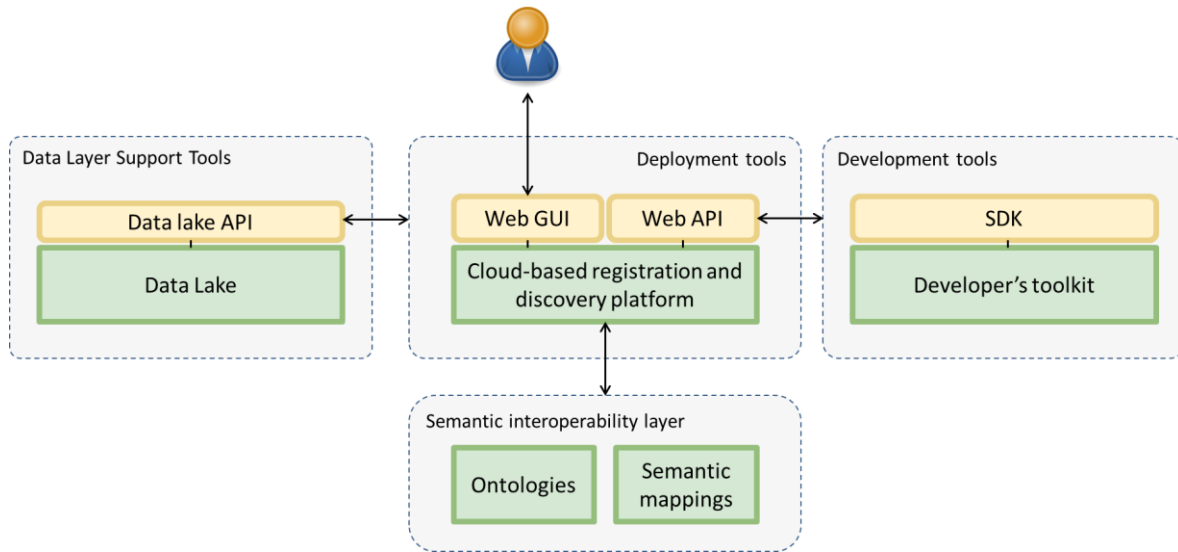 Data Layer Support Tools
Data lake API
Data Lake
Deployment tools
Web GUI
Web API
Cloud-based registration and
discovery platform
Development tools
SDK
Developer’s toolkit
Semantic interoperability layer
Ontologies
Semantic
mappings